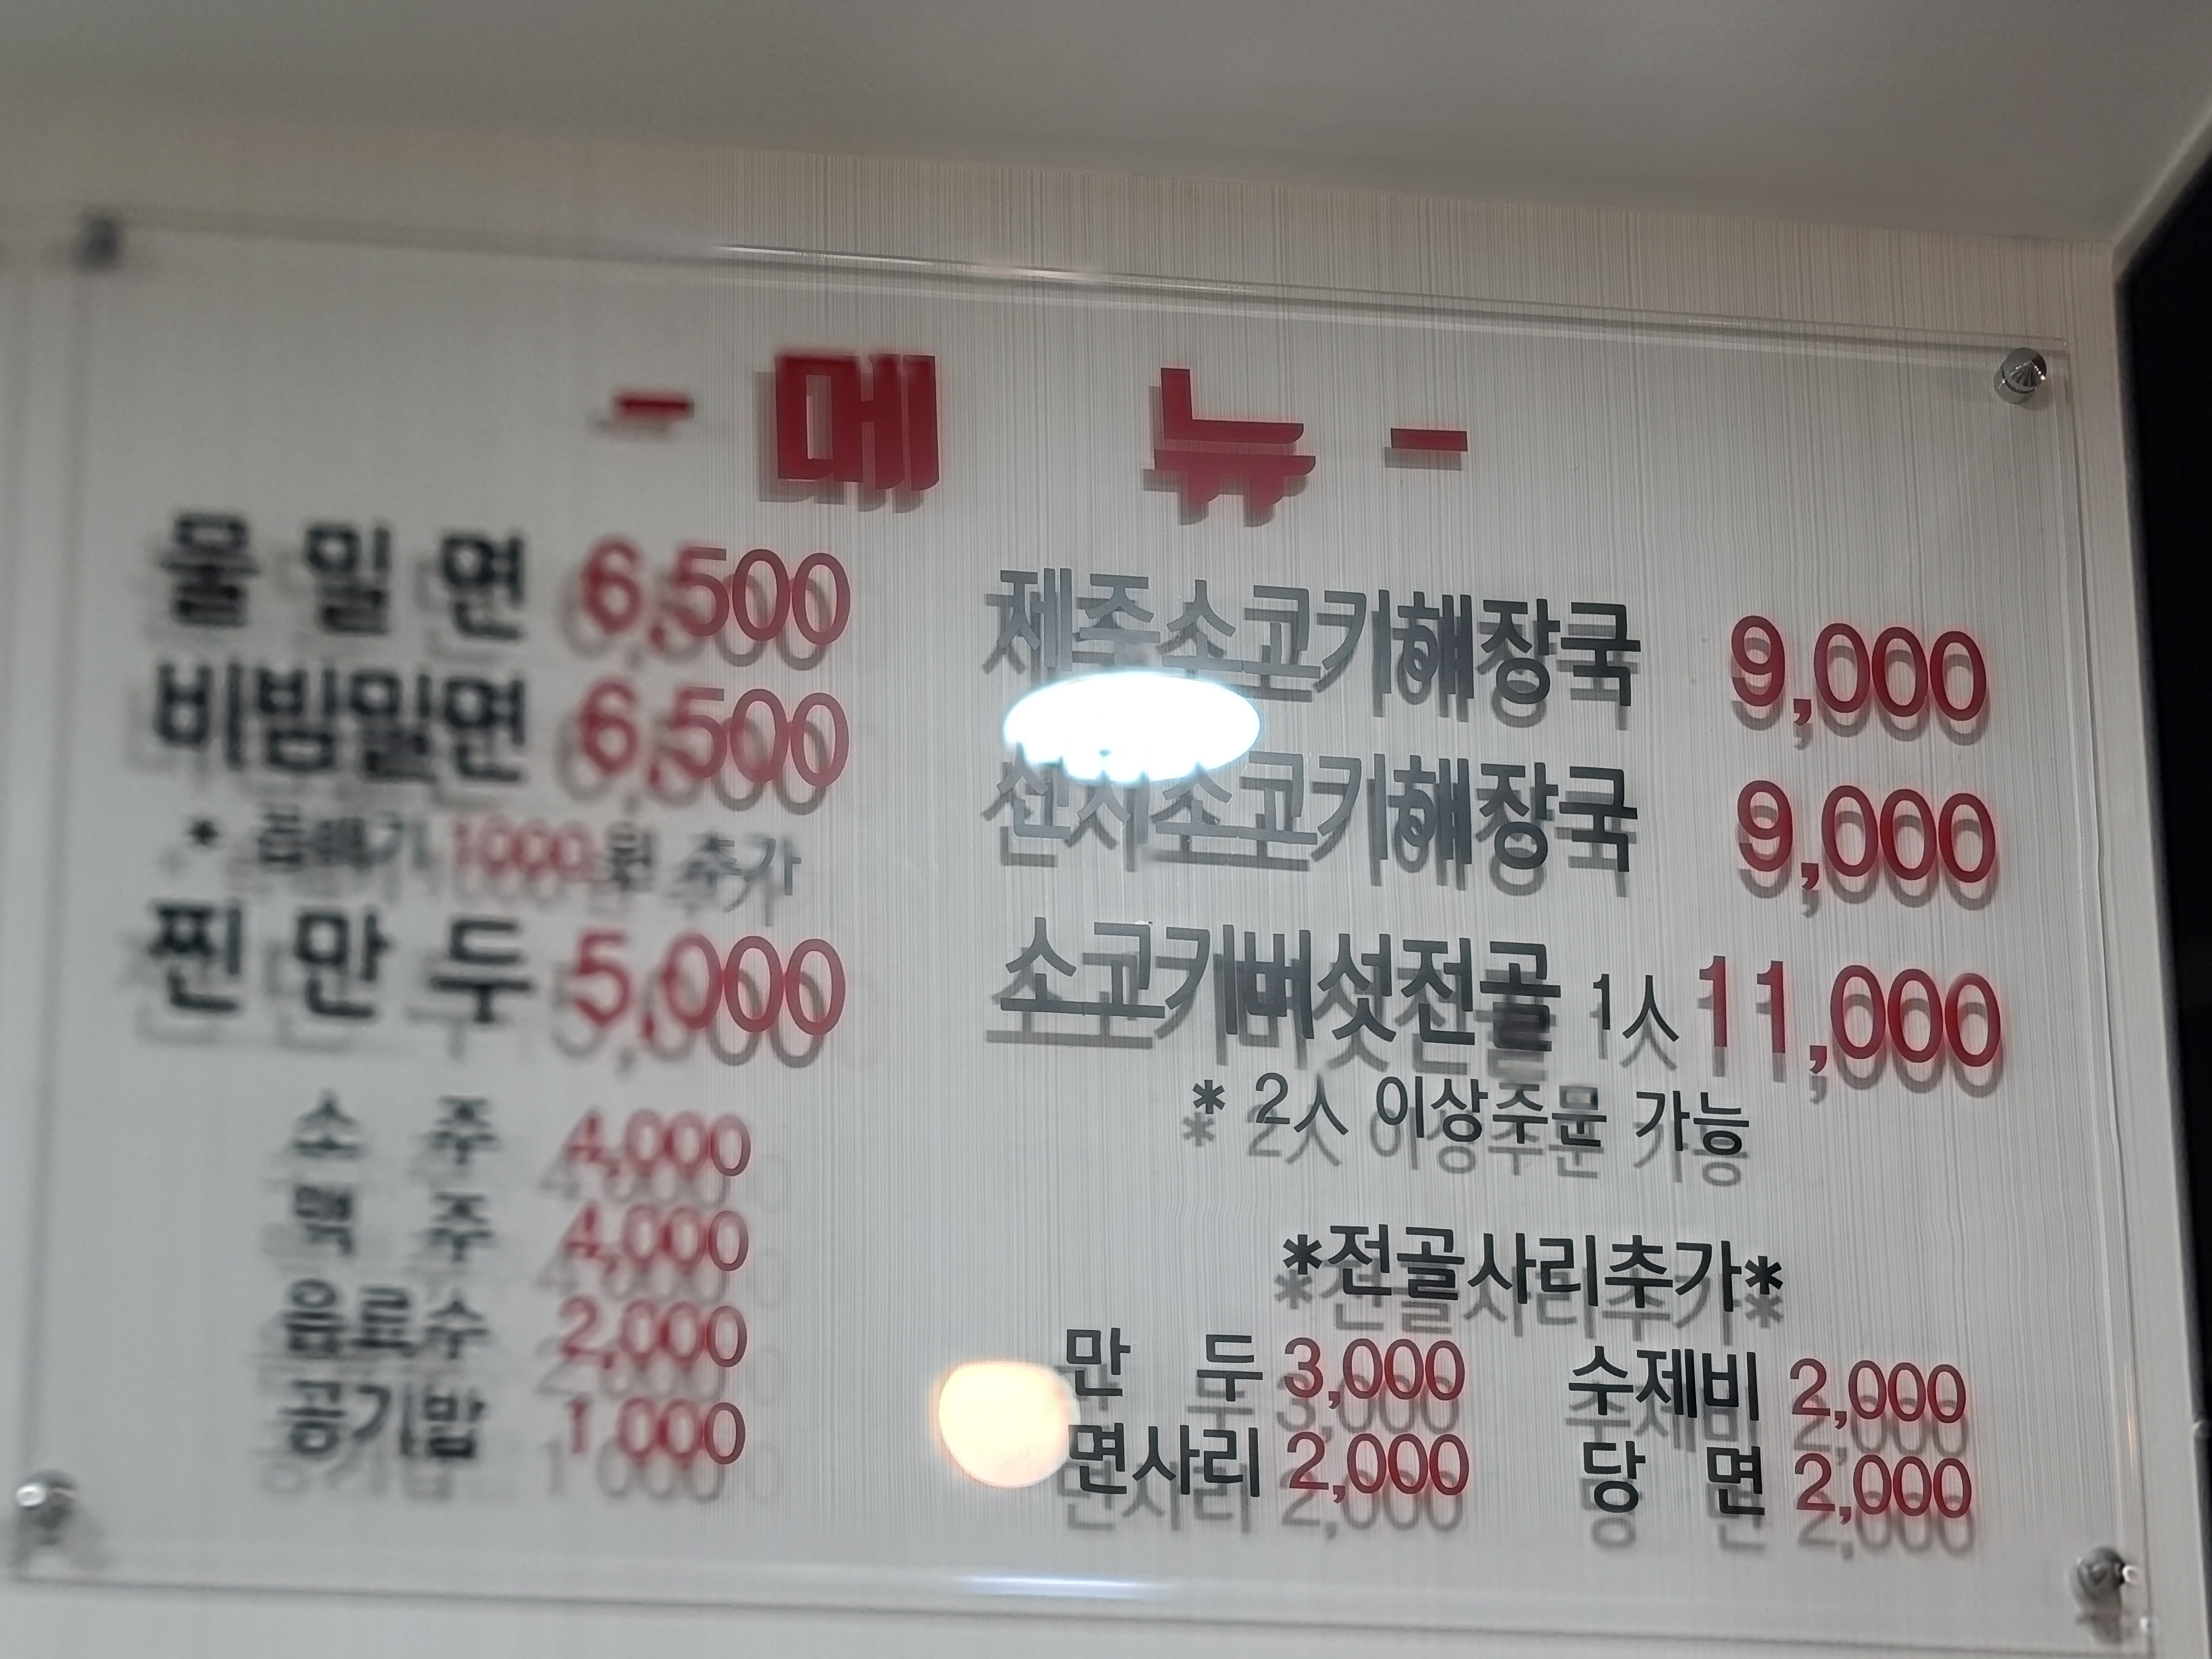 - 메 뉴 -
물 밀 면 6,500
비빔밀면 6,500
* 곱배기 1000원 추가
찐 만 두 5,000
소 주 4,000
맥 주 4,000
음료수 2,000
공기밥 1,000
제주소고기해장국 9,000
선지소고기해장국 9,000
소고기버섯전골 1人 11,000
* 2人 이상주문 가능
*전골사리추가*
만 두 3,000 수제비 2,000
면사리 2,000 당 면 2,000